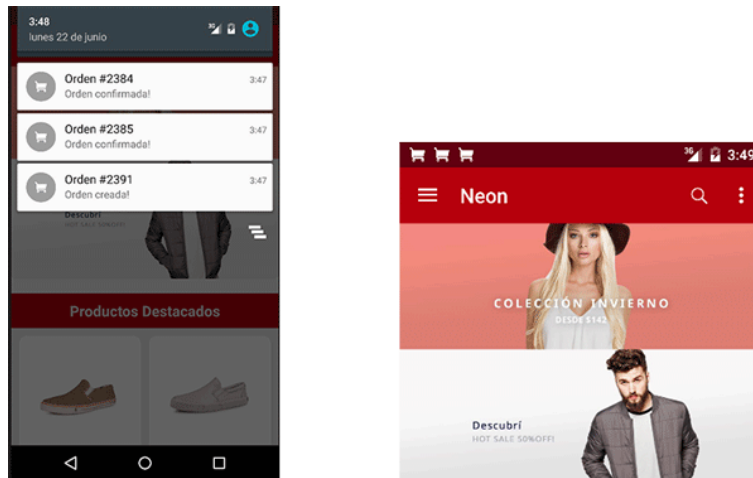 3:48
lunes 22 de junio
3G
Orden #2384
3:47
Orden confirmada!
Orden #2385
3:47
Orden confirmada!
Orden #2391
3:47
Orden creada!
Descubrí
HOT SALE 50%OFF!
Productos Destacados
3G
3:49
Neon
COLECCIÓN INVIERNO
DESDE $142
Descubrí
HOT SALE 50%OFF!